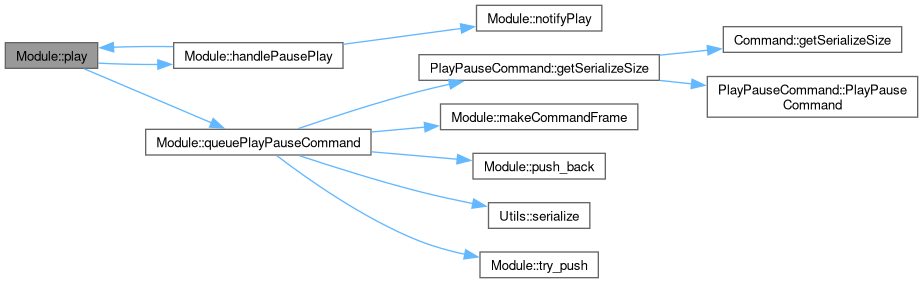 Module::play
Module::handlePausePlay
Module::notifyPlay
Module::queuePlayPauseCommand
PlayPauseCommand::getSerializeSize
Command::getSerializeSize
PlayPauseCommand::PlayPause
Command
Module::makeCommandFrame
Module::push_back
Utils::serialize
Module::try_push